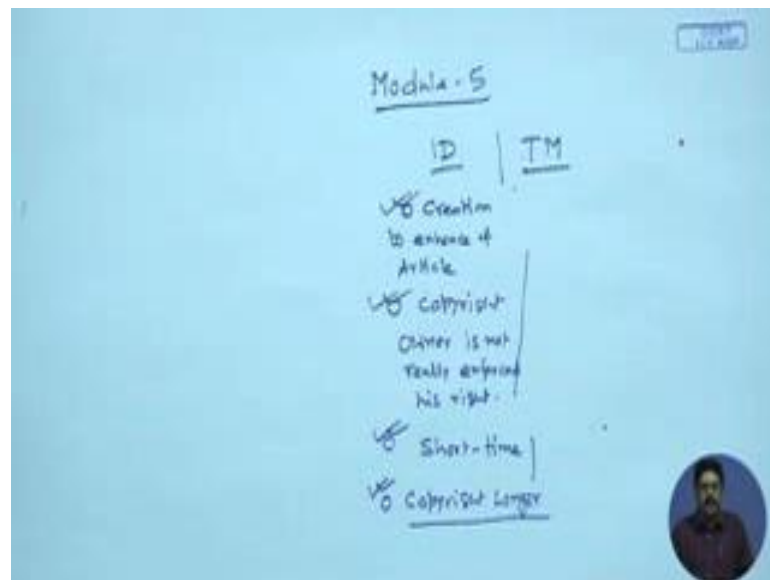 Module-5
ID | TM
Creation
to enhance of
Article
Copyright
Owner is not
really enforced
his right.
Short-time
Copyright Longer